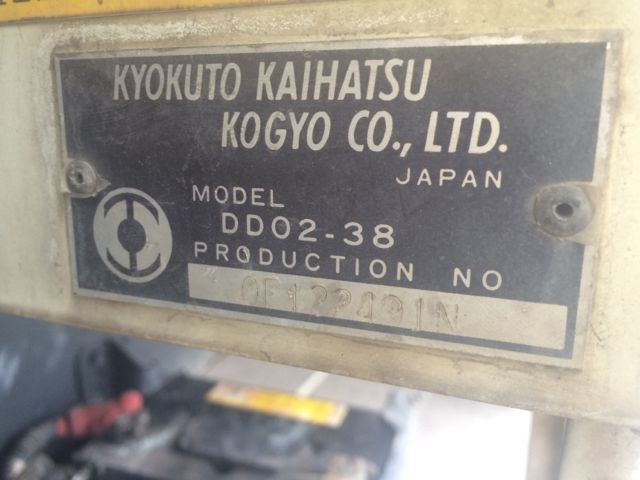 KYOKUTO KAIHATSU
KOGYO CO., LTD.
JAPAN
MODEL
DD02-38
PRODUCTION NO